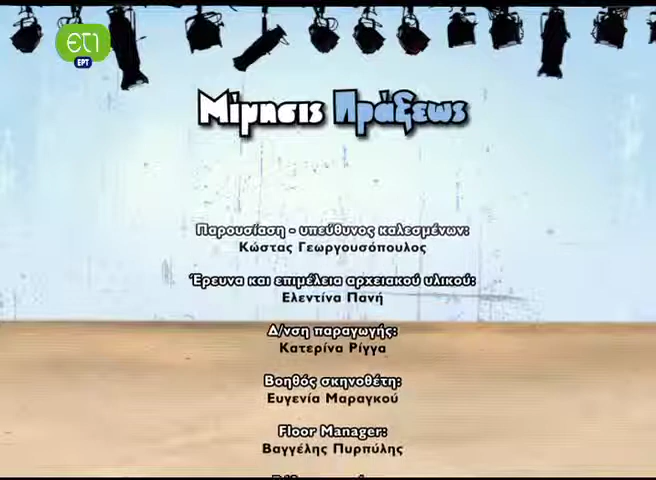 ετ1
ΕΡΤ
Μίμησις Πράξεως
Παρουσίαση - υπεύθυνος καλεσμένων:
Κώστας Γεωργουσόπουλος
Έρευνα και επιμέλεια αρχειακού υλικού:
Ελεντίνα Πανή
Δ/νση παραγωγής:
Κατερίνα Ρίγγα
Βοηθός σκηνοθέτη:
Ευγενία Μαραγκού
Floor Manager:
Βαγγέλης Πυρπύλης